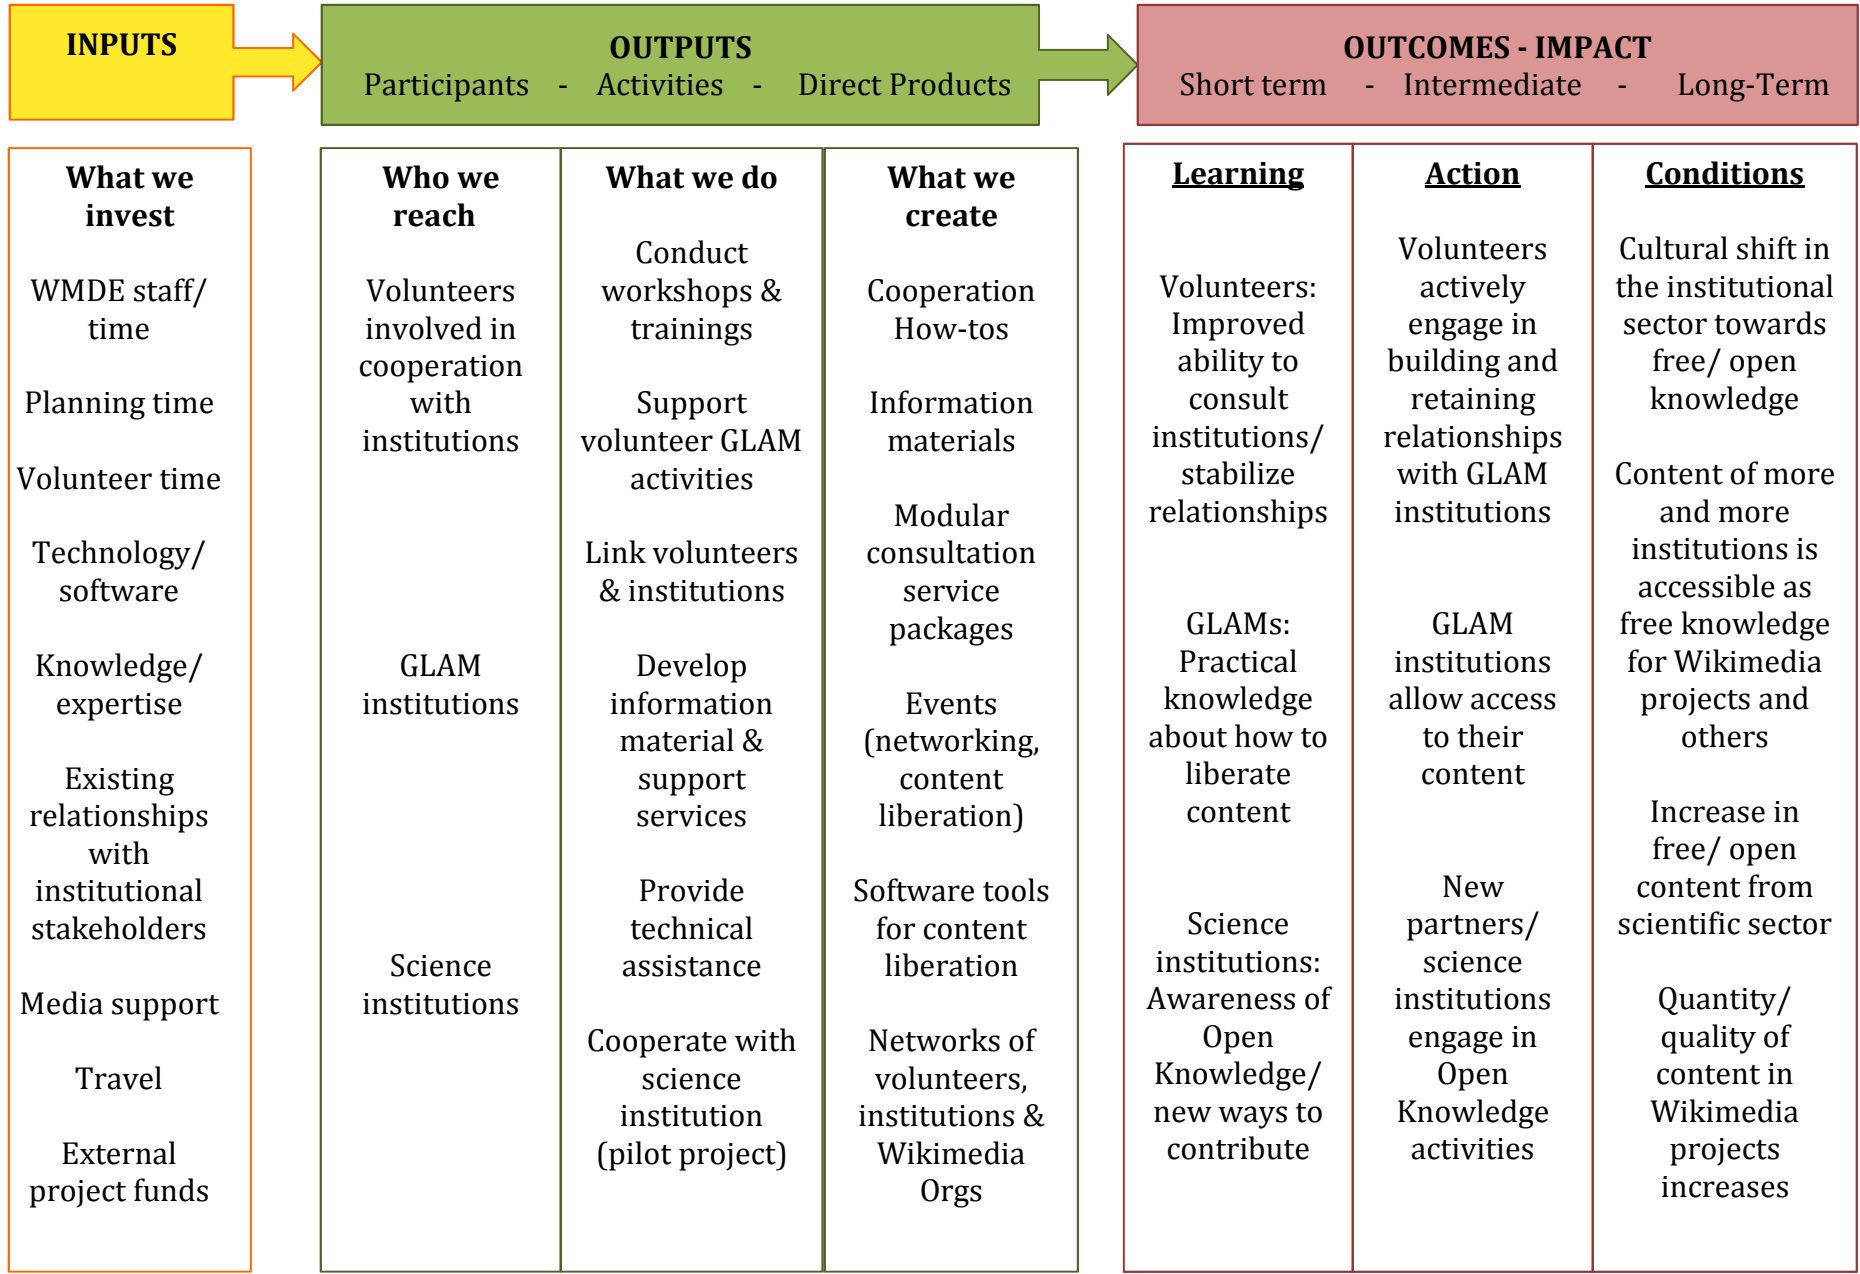 INPUTS
OUTPUTS
Participants - Activities - Direct Products
OUTCOMES - IMPACT
Short term - Intermediate - Long-Term
What we
invest
WMDE staff/
time
Planning time
Volunteer time
Technology/
software
Knowledge/
expertise
Existing
relationships
with
institutional
stakeholders
Media support
Travel
External
project funds
Who we
reach
Volunteers
involved in
cooperation
with
institutions
GLAM
institutions
Science
institutions
What we do
Conduct
workshops &
trainings
Support
volunteer GLAM
activities
Link volunteers
& institutions
Develop
information
material &
support
services
Provide
technical
assistance
Cooperate with
science
institution
(pilot project)
What we
create
Cooperation
How-tos
Information
materials
Modular
consultation
service
packages
Events
(networking,
content
liberation)
Software tools
for content
liberation
Networks of
volunteers,
institutions &
Wikimedia
Orgs
Learning
Volunteers:
Improved
ability to
consult
institutions/
stabilize
relationships
GLAMs:
Practical
knowledge
about how to
liberate
content
Science
institutions:
Awareness of
Open
Knowledge/
new ways to
contribute
Action
Volunteers
actively
engage in
building and
retaining
relationships
with GLAM
institutions
GLAM
institutions
allow access
to their
content
New
partners/
science
institutions
engage in
Open
Knowledge
activities
Conditions
Cultural shift in
the institutional
sector towards
free/ open
knowledge
Content of more
and more
institutions is
accessible as
free knowledge
for Wikimedia
projects and
others
Increase in
free/ open
content from
scientific sector
Quantity/
quality of
content in
Wikimedia
projects
increases